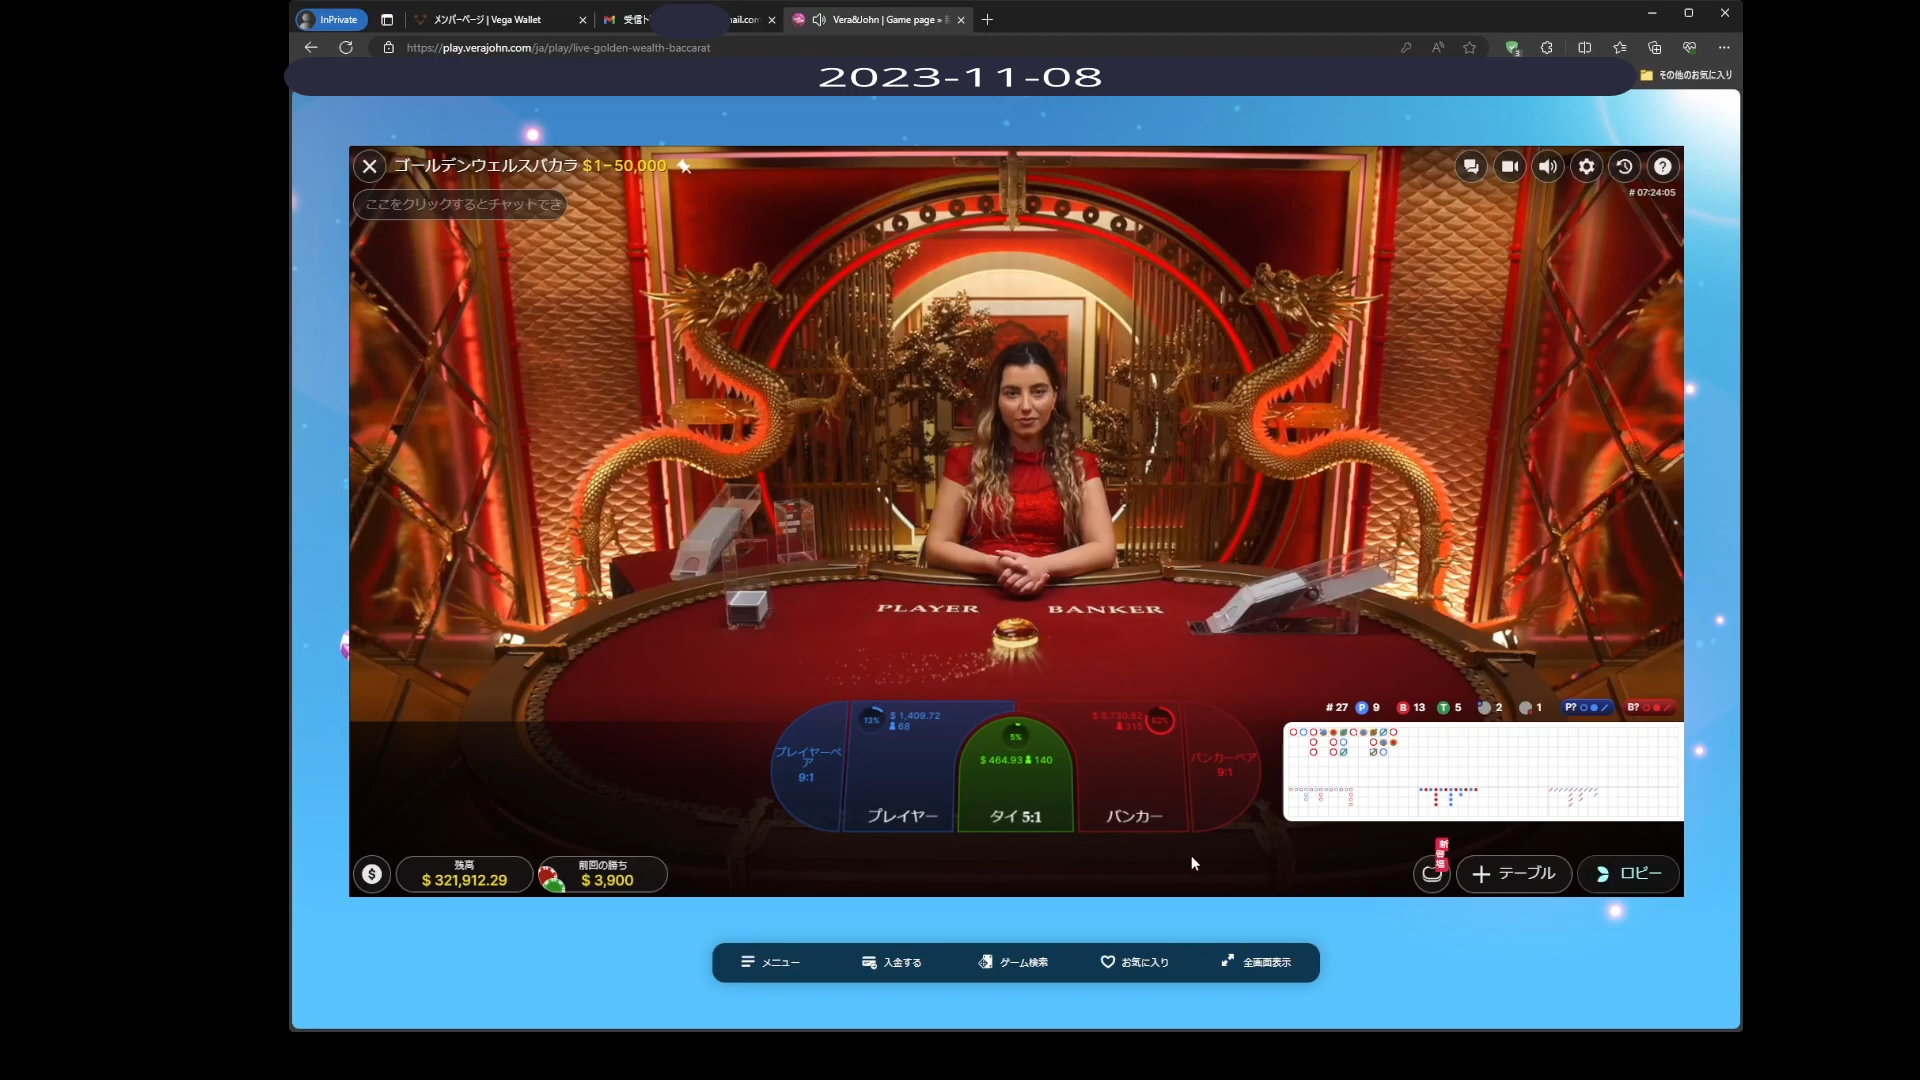 InPrivate
メンバーページ | Vega Wallet
受信ト
ail.com
Vera&John | Game page »
https://play.verajohn.com/ja/play/live-golden-wealth-baccarat
2023-11-08
その他のお気に入り
ゴールデンウェルスバカラ $1–50,000
ここをクリックするとチャットでき
# 07:24:05
PLAYER
BANKER
# 27 P 9 B 13 T 5 2 1 P? B?
13% $ 1,409.72
68
5%
$ 464.93 140
315
プレイヤーペ
ア
9:1
バンカーペア
9:1
プレイヤー
タイ 5:1
バンカー
残高
$ 321,912.29
前回の勝ち
$ 3,900
テーブル
ロビー
メニュー
入金する
ゲーム検索
お気に入り
全画面表示